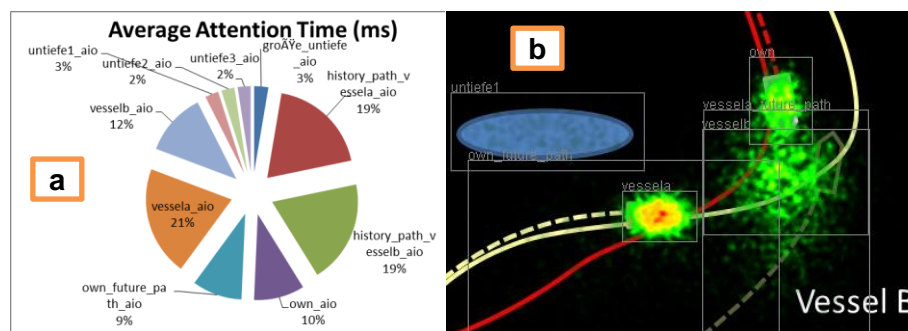 Average Attention Time (ms)
untiefe1_aio
3%
untiefe2_aio
2%
untiefe3_aio
2%
groÃŸe_untiefe
_aio
3%
history_path_v
essela_aio
19%
vesselb_aio
12%
vessela_aio
21%
history_path_v
esselb_aio
19%
own_future_pa
th_aio
9%
own_aio
10%
a
b
own
untiefe1
vessela_future_path
vesselb
own_future_path
vessela
Vessel B